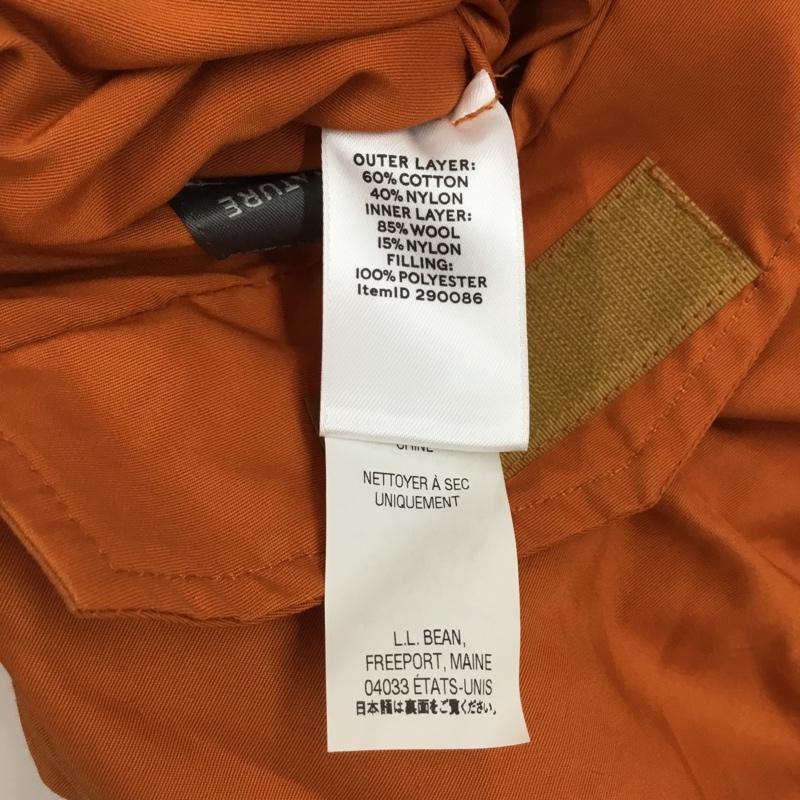 OUTER LAYER:
60% COTTON
40% NYLON
INNER LAYER:
85% WOOL
15% NYLON
FILLING:
100% POLYESTER
ItemID 290086
NETTOYER À SEC
UNIQUEMENT
L.L. BEAN,
FREEPORT, MAINE
04033 ÉTATS-UNIS
日本語は裏面をご覧ください。